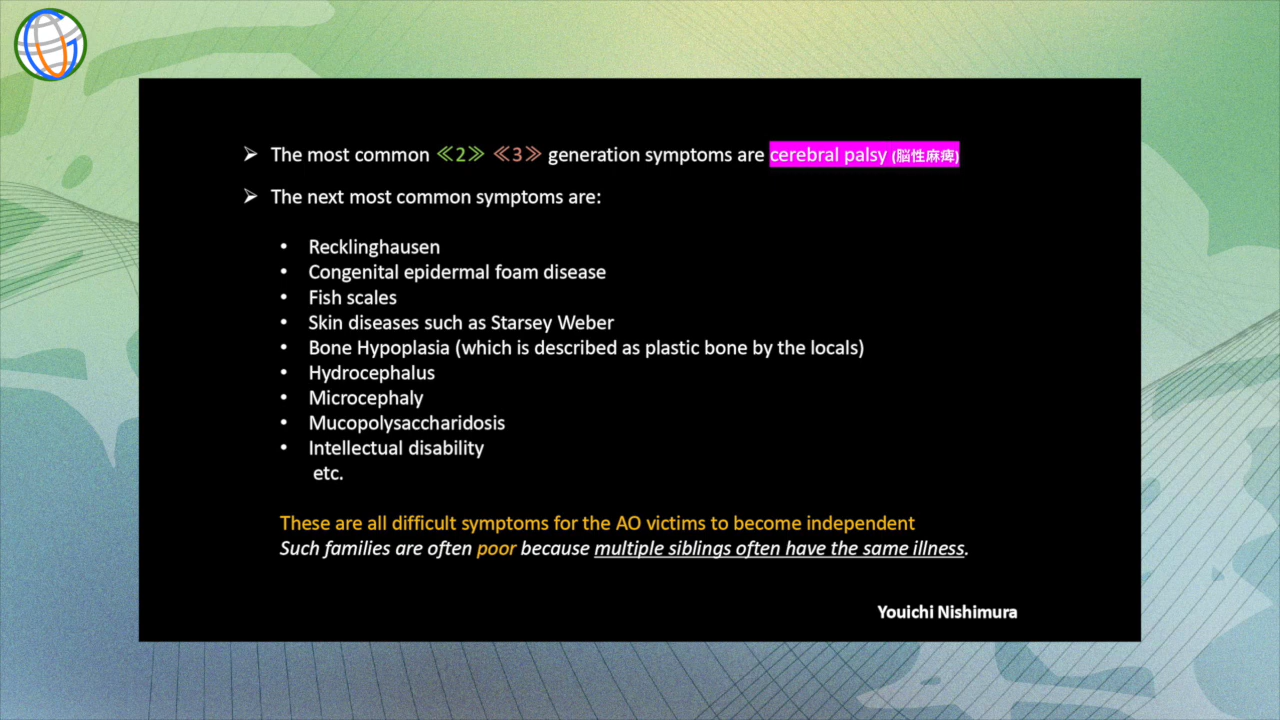 ➢ The most common ≪2≫ ≪3≫ generation symptoms are cerebral palsy (脳性麻痺)
➢ The next most common symptoms are:
• Recklinghausen
• Congenital epidermal foam disease
• Fish scales
• Skin diseases such as Starsey Weber
• Bone Hypoplasia (which is described as plastic bone by the locals)
• Hydrocephalus
• Microcephaly
• Mucopolysaccharidosis
• Intellectual disability
etc.
These are all difficult symptoms for the AO victims to become independent
Such families are often poor because multiple siblings often have the same illness.
Youichi Nishimura